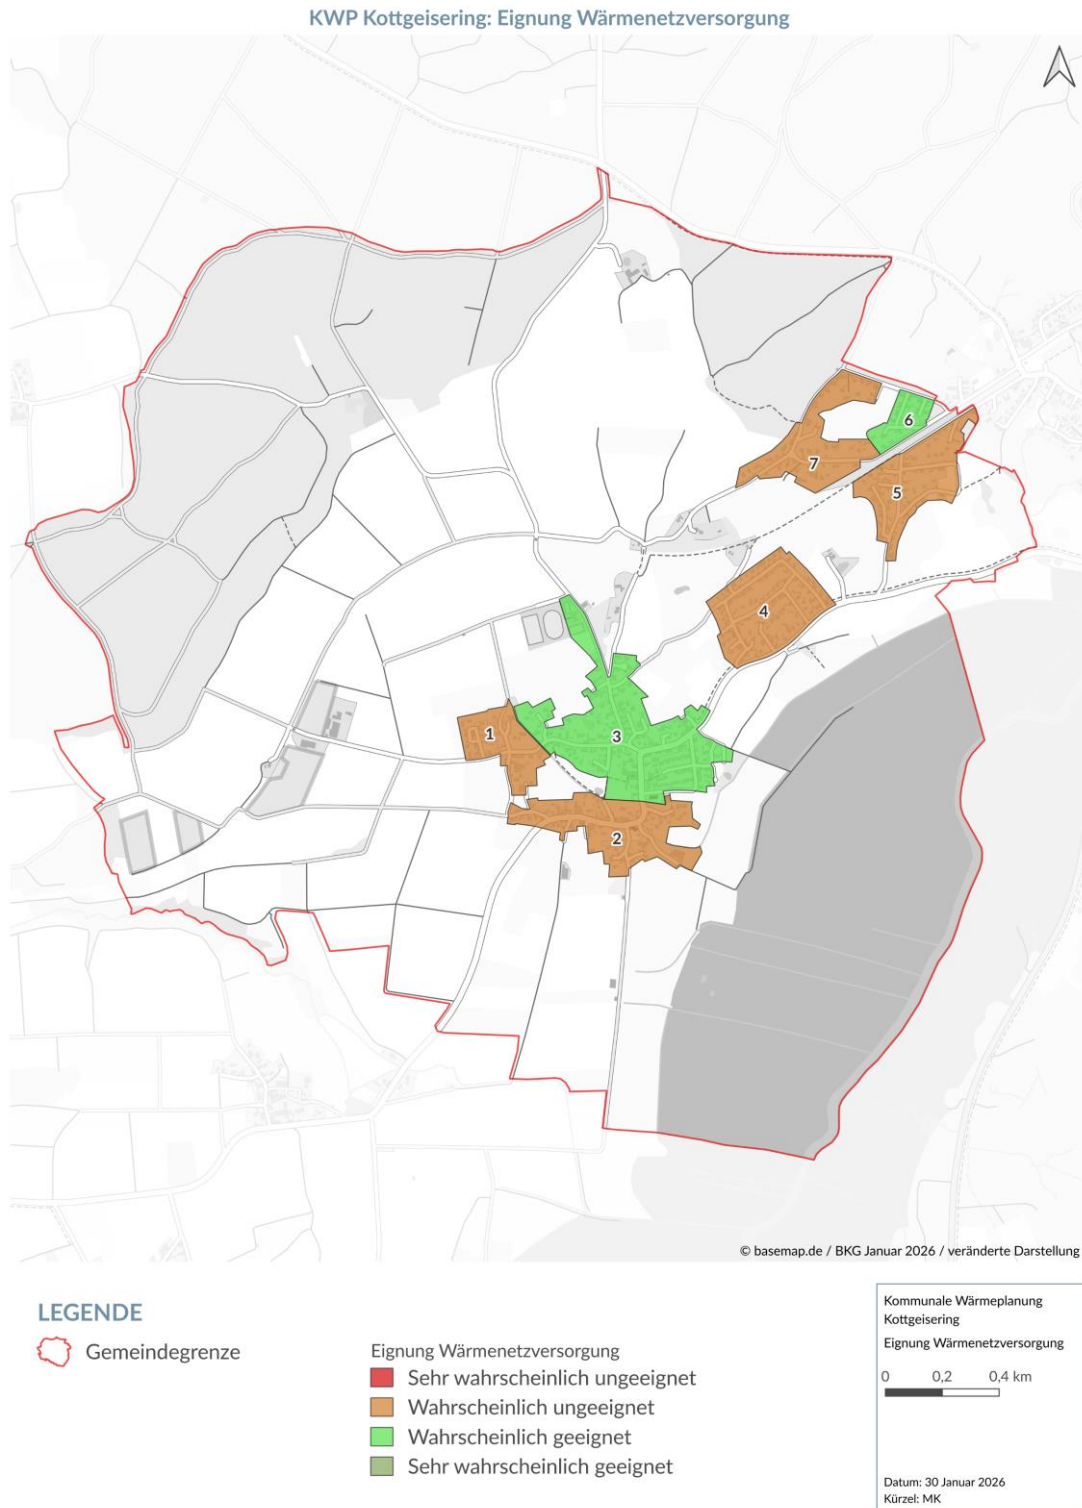 KWP Kottgeisering: Eignung Wärmenetzversorgung
6
7
5
4
1
3
2
© basemap.de / BKG Januar 2026 / veränderte Darstellung
LEGENDE
Gemeindegrenze
Eignung Wärmenetzversorgung
Sehr wahrscheinlich ungeeignet
Wahrscheinlich ungeeignet
Wahrscheinlich geeignet
Sehr wahrscheinlich geeignet
Kommunale Wärmeplanung
Kottgeisering
Eignung Wärmenetzversorgung
0 0,2 0,4 km
Datum: 30 Januar 2026
Kürzel: MK